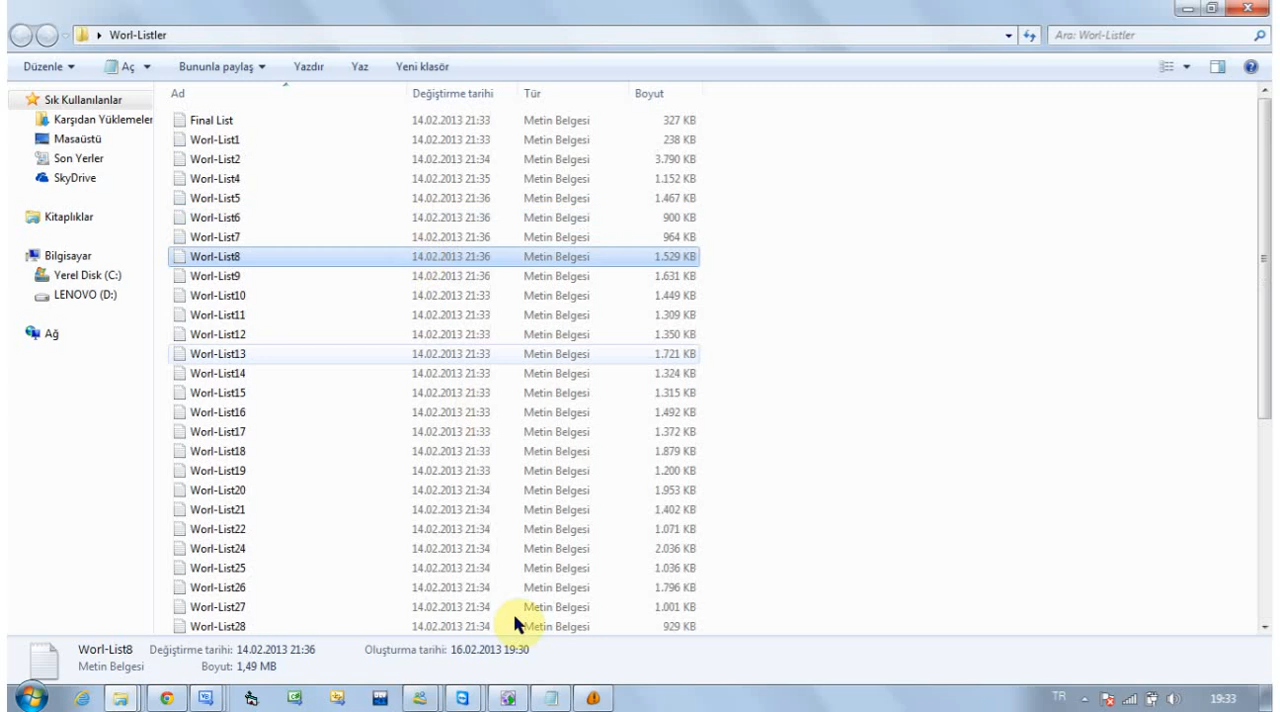 Worl-Listler
Ara: Worl-Listler
Düzenle Aç Bununla paylaş Yazdır Yaz Yeni klasör
Sık Kullanılanlar
Karşıdan Yüklemeler
Masaüstü
Son Yerler
SkyDrive
Kitaplıklar
Bilgisayar
Yerel Disk (C:)
LENOVO (D:)
Ağ
Ad Değiştirme tarihi Tür Boyut
Final List 14.02.2013 21:33 Metin Belgesi 327 KB
Worl-List1 14.02.2013 21:33 Metin Belgesi 238 KB
Worl-List2 14.02.2013 21:34 Metin Belgesi 3.790 KB
Worl-List4 14.02.2013 21:35 Metin Belgesi 1.152 KB
Worl-List5 14.02.2013 21:36 Metin Belgesi 1.467 KB
Worl-List6 14.02.2013 21:36 Metin Belgesi 900 KB
Worl-List7 14.02.2013 21:36 Metin Belgesi 964 KB
Worl-List8 14.02.2013 21:36 Metin Belgesi 1.529 KB
Worl-List9 14.02.2013 21:36 Metin Belgesi 1.631 KB
Worl-List10 14.02.2013 21:33 Metin Belgesi 1.449 KB
Worl-List11 14.02.2013 21:33 Metin Belgesi 1.309 KB
Worl-List12 14.02.2013 21:33 Metin Belgesi 1.350 KB
Worl-List13 14.02.2013 21:33 Metin Belgesi 1.721 KB
Worl-List14 14.02.2013 21:33 Metin Belgesi 1.324 KB
Worl-List15 14.02.2013 21:33 Metin Belgesi 1.315 KB
Worl-List16 14.02.2013 21:33 Metin Belgesi 1.492 KB
Worl-List17 14.02.2013 21:33 Metin Belgesi 1.372 KB
Worl-List18 14.02.2013 21:33 Metin Belgesi 1.879 KB
Worl-List19 14.02.2013 21:33 Metin Belgesi 1.200 KB
Worl-List20 14.02.2013 21:34 Metin Belgesi 1.953 KB
Worl-List21 14.02.2013 21:34 Metin Belgesi 1.402 KB
Worl-List22 14.02.2013 21:34 Metin Belgesi 1.071 KB
Worl-List24 14.02.2013 21:34 Metin Belgesi 2.036 KB
Worl-List25 14.02.2013 21:34 Metin Belgesi 1.036 KB
Worl-List26 14.02.2013 21:34 Metin Belgesi 1.796 KB
Worl-List27 14.02.2013 21:34 Metin Belgesi 1.001 KB
Worl-List28 14.02.2013 21:34 Metin Belgesi 929 KB
Worl-List8 Değiştirme tarihi: 14.02.2013 21:36 Oluşturma tarihi: 16.02.2013 19:30
Metin Belgesi Boyut: 1,49 MB
TR 19:33